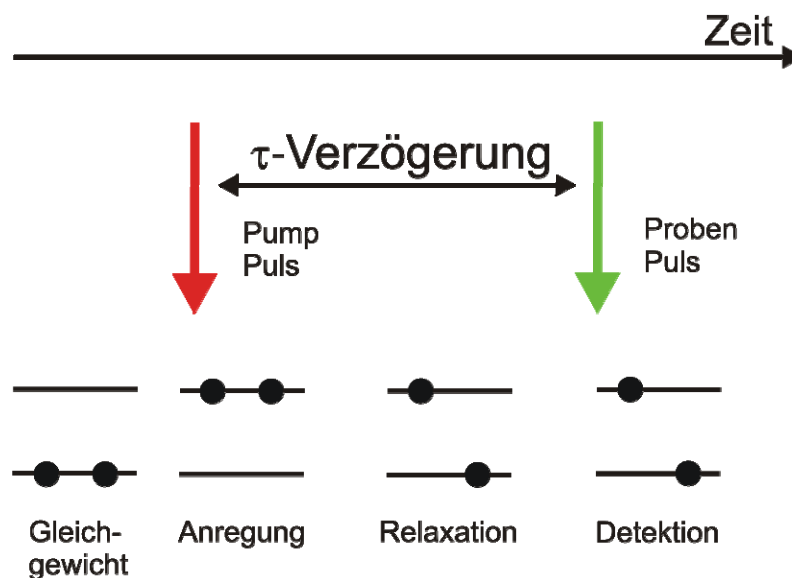 Zeit
τ-Verzögerung
Pump
Puls
Proben
Puls
Gleich-
gewicht
Anregung
Relaxation
Detektion